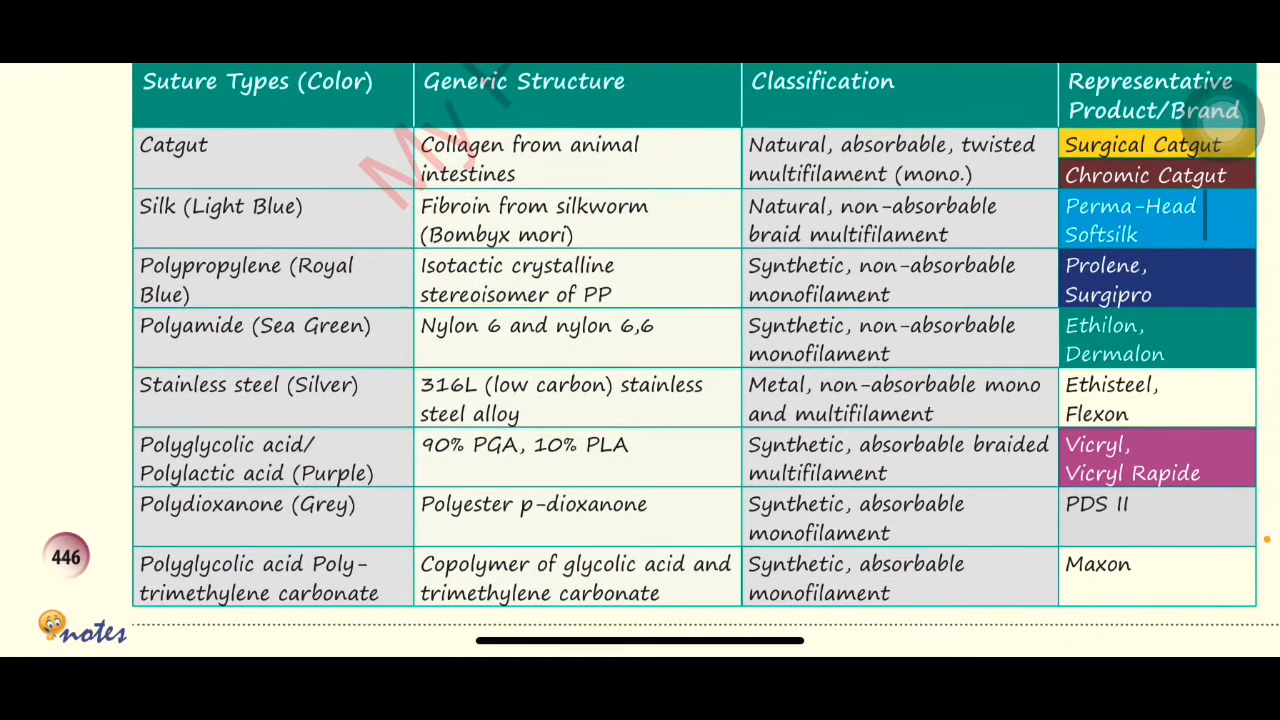 Suture Types (Color) Generic Structure Classification Representative
Product/Brand
Catgut Collagen from animal Natural, absorbable, twisted Surgical Catgut
intestines multifilament (mono.) Chromic Catgut
Silk (Light Blue) Fibroin from silkworm Natural, non-absorbable Perma-Head
(Bombyx mori) braid multifilament Softsilk
Polypropylene (Royal Isotactic crystalline Synthetic, non-absorbable Prolene,
Blue) stereoisomer of PP monofilament Surgipro
Polyamide (Sea Green) Nylon 6 and nylon 6,6 Synthetic, non-absorbable Ethilon,
monofilament Dermalon
Stainless steel (Silver) 316L (low carbon) stainless Metal, non-absorbable mono Ethisteel,
steel alloy and multifilament Flexon
Polyglycolic acid/ 90% PGA, 10% PLA Synthetic, absorbable braided Vicryl,
Polylactic acid (Purple) multifilament Vicryl Rapide
Polydioxanone (Grey) Polyester p-dioxanone Synthetic, absorbable PDS II
monofilament
Polyglycolic acid Poly- Copolymer of glycolic acid and Synthetic, absorbable Maxon
trimethylene carbonate trimethylene carbonate monofilament
446
notes
My